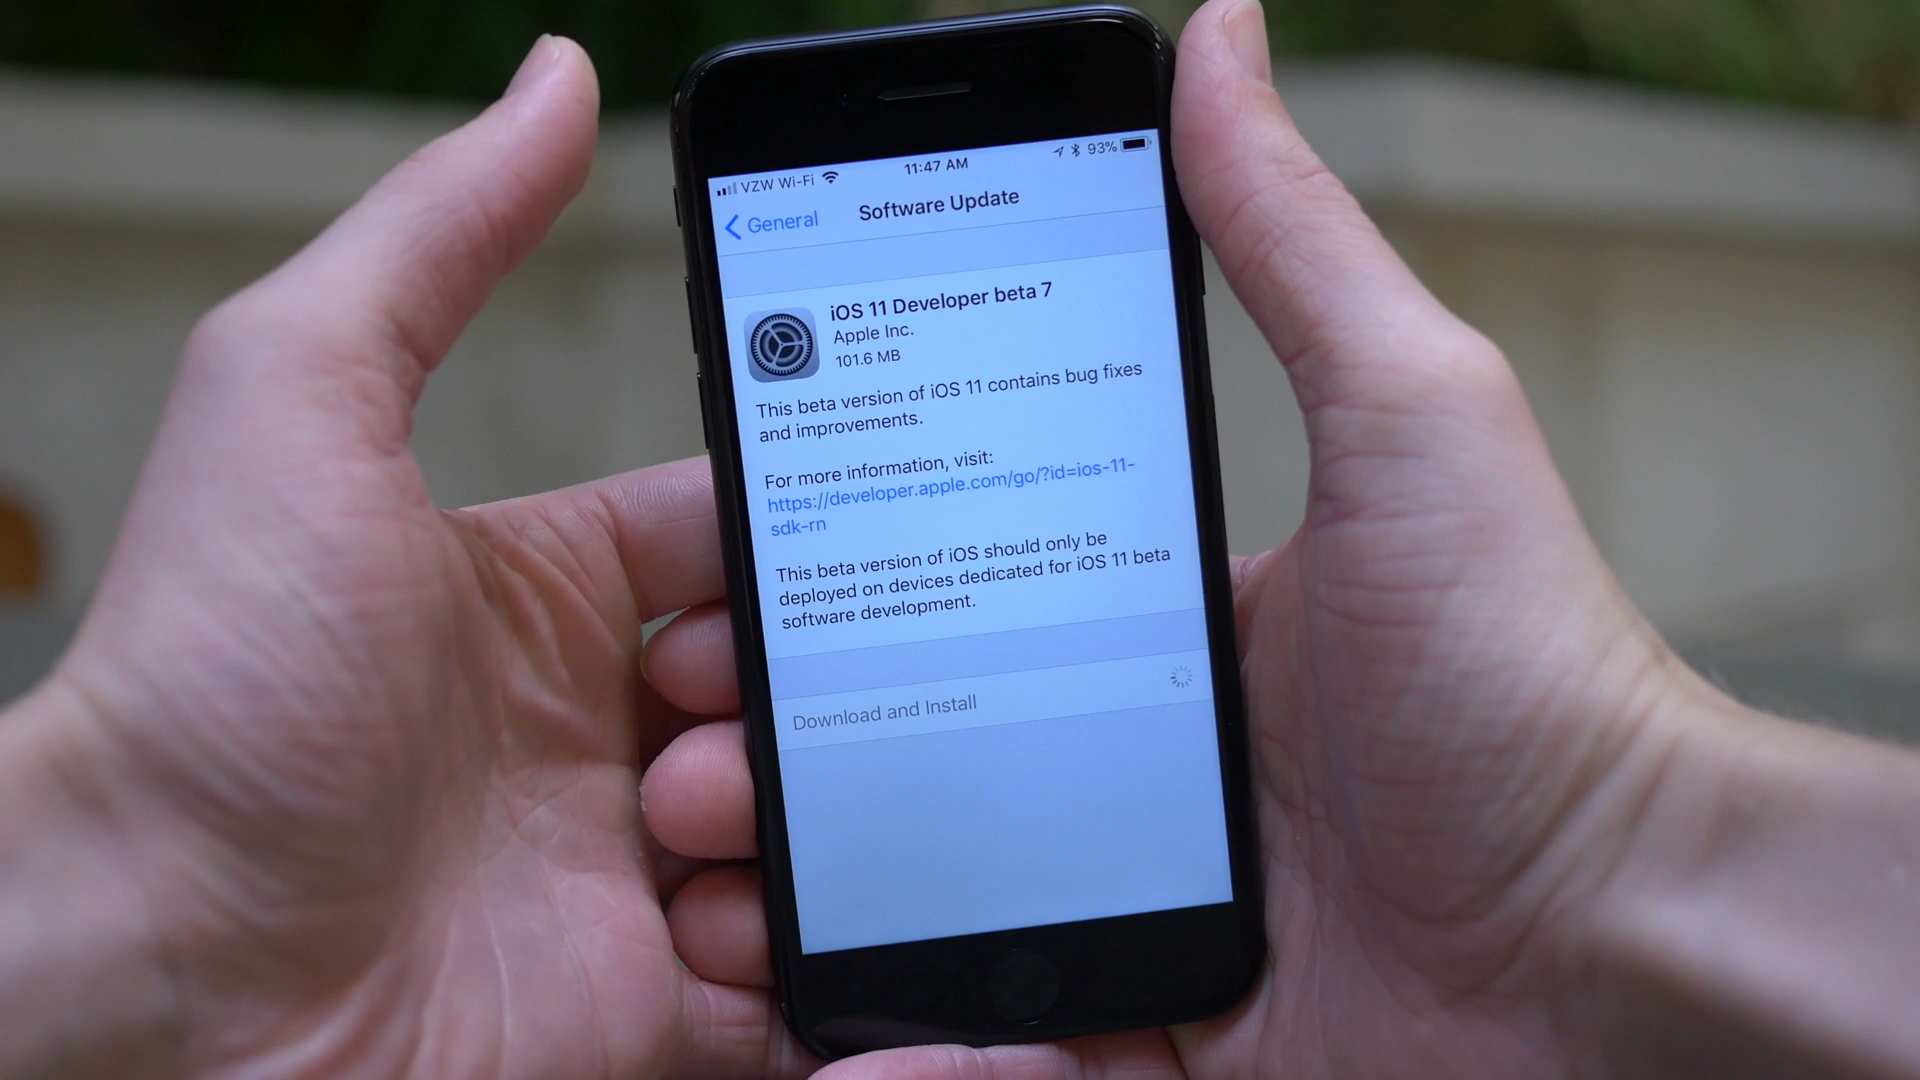 VZW Wi-Fi 11:47 AM 93%
General Software Update
iOS 11 Developer beta 7
Apple Inc.
101.6 MB
This beta version of iOS 11 contains bug fixes
and improvements.
For more information, visit:
https://developer.apple.com/go/?id=ios-11-
sdk-rn
This beta version of iOS should only be
deployed on devices dedicated for iOS 11 beta
software development.
Download and Install